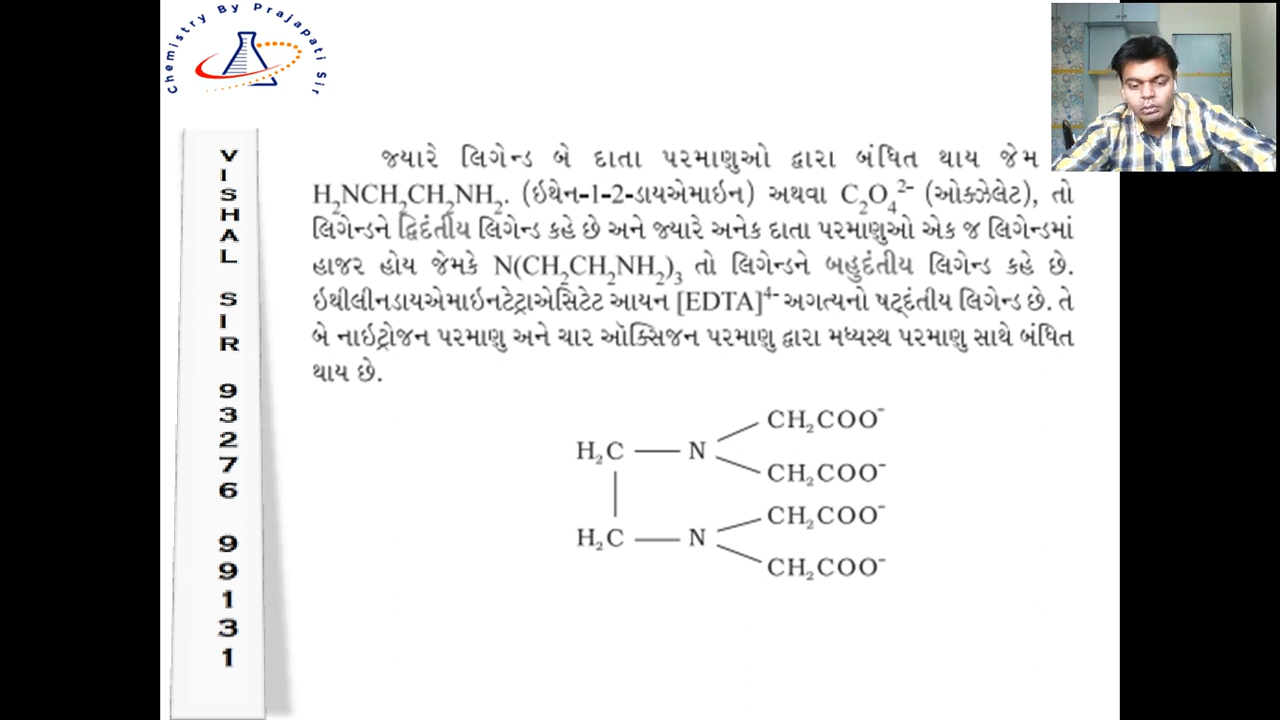 Chemistry By Prajapati Sir
VISHAL SIR 93276 99131
જ્યારે લિગેન્ડ બે દાતા પરમાણુઓ દ્વારા બંધિત થાય જેમ
H₂NCH₂CH₂NH₂. (ઇથેન-1-2-ડાયએમાઇન) અથવા C₂O₄²⁻ (ઓક્ઝેલેટ), તો
લિગેન્ડને દ્વિદંતીય લિગેન્ડ કહે છે અને જ્યારે અનેક દાતા પરમાણુઓ એક જ લિગેન્ડમાં
હાજર હોય જેમકે N(CH₂CH₂NH₂)₃ તો લિગેન્ડને બહુદંતીય લિગેન્ડ કહે છે.
ઇથીલીનડાયએમાઇનટેટ્રાએસિટેટ આયન [EDTA]⁴⁻ અગત્યનો ષટ્દંતીય લિગેન્ડ છે. તે
બે નાઇટ્રોજન પરમાણુ અને ચાર ઑક્સિજન પરમાણુ દ્વારા મધ્યસ્થ પરમાણુ સાથે બંધિત
થાય છે.
CH₂COO⁻
H₂C — N
CH₂COO⁻
CH₂COO⁻
H₂C — N
CH₂COO⁻